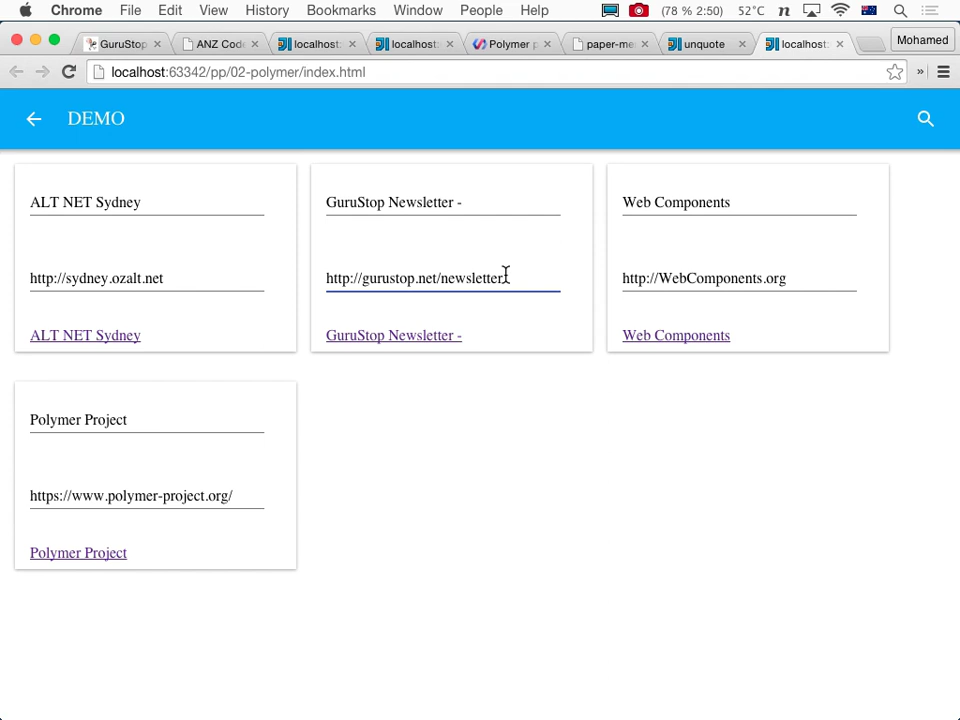 Chrome File Edit View History Bookmarks Window People Help (78 % 2:50) 52°C n
GuruStop ANZ Cod localhost: localhost: Polymer p paper-me unquote localhost: Mohamed
localhost:63342/pp/02-polymer/index.html »
DEMO
ALT NET Sydney
http://sydney.ozalt.net
ALT NET Sydney
GuruStop Newsletter -
http://gurustop.net/newsletter
GuruStop Newsletter -
Web Components
http://WebComponents.org
Web Components
Polymer Project
https://www.polymer-project.org/
Polymer Project